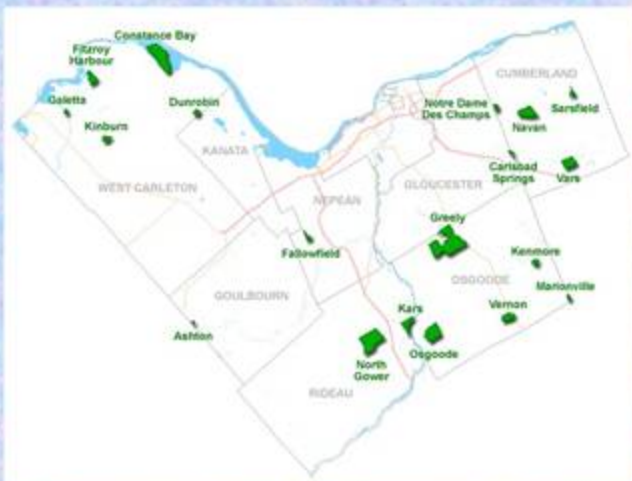 Constance Bay
Fitzroy
Harbour
CUMBERLAND
Galetta
Dunrobin
Notre Dame
Des Champs
Sarsfield
Navan
Kinburn
KANATA
Carlsbad
Springs
Vars
WEST CARLETON
GLOUCESTER
NEPEAN
Greely
Fallowfield
Kenmore
OSGOODE
Marionville
GOULBOURN
Kars
Vernon
Ashton
Osgoode
North
Gower
RIDEAU